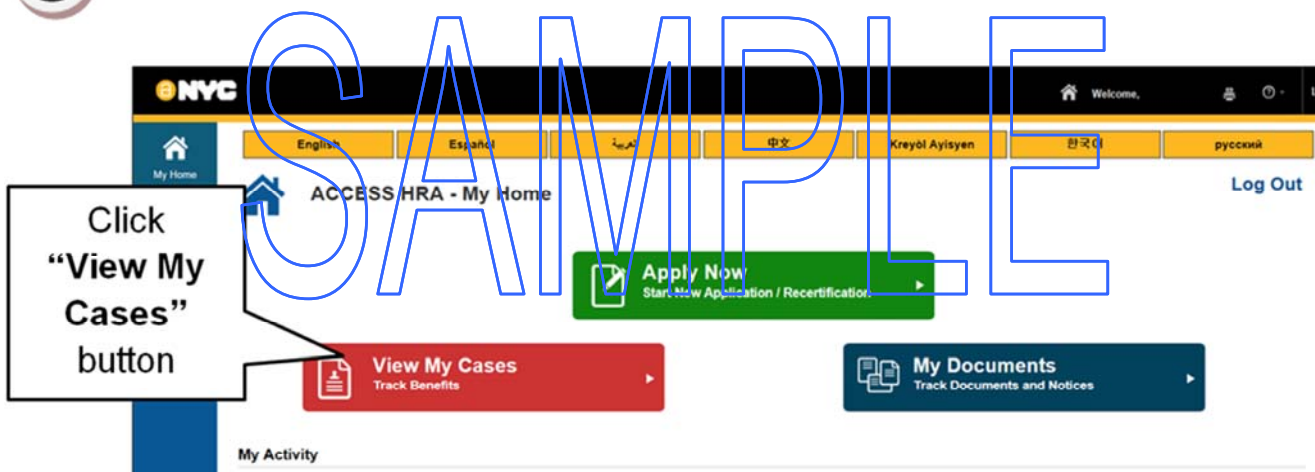 SAMPLE
NYC
Welcome,
English
Español
العربية
中文
Kreyòl Ayisyen
한국어
русский
My Home
ACCESS HRA - My Home
Log Out
Click
“View My
Cases”
button
Apply Now
Start New Application / Recertification
View My Cases
Track Benefits
My Documents
Track Documents and Notices
My Activity